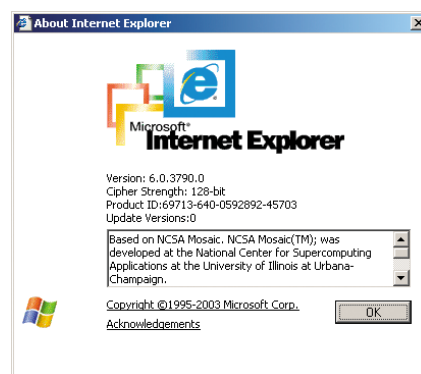 About Internet Explorer
Microsoft®
Internet Explorer
Version: 6.0.3790.0
Cipher Strength: 128-bit
Product ID:69713-640-0592892-45703
Update Versions:0
Based on NCSA Mosaic. NCSA Mosaic(TM); was
developed at the National Center for Supercomputing
Applications at the University of Illinois at Urbana-
Champaign.
Copyright ©1995-2003 Microsoft Corp.
OK
Acknowledgements